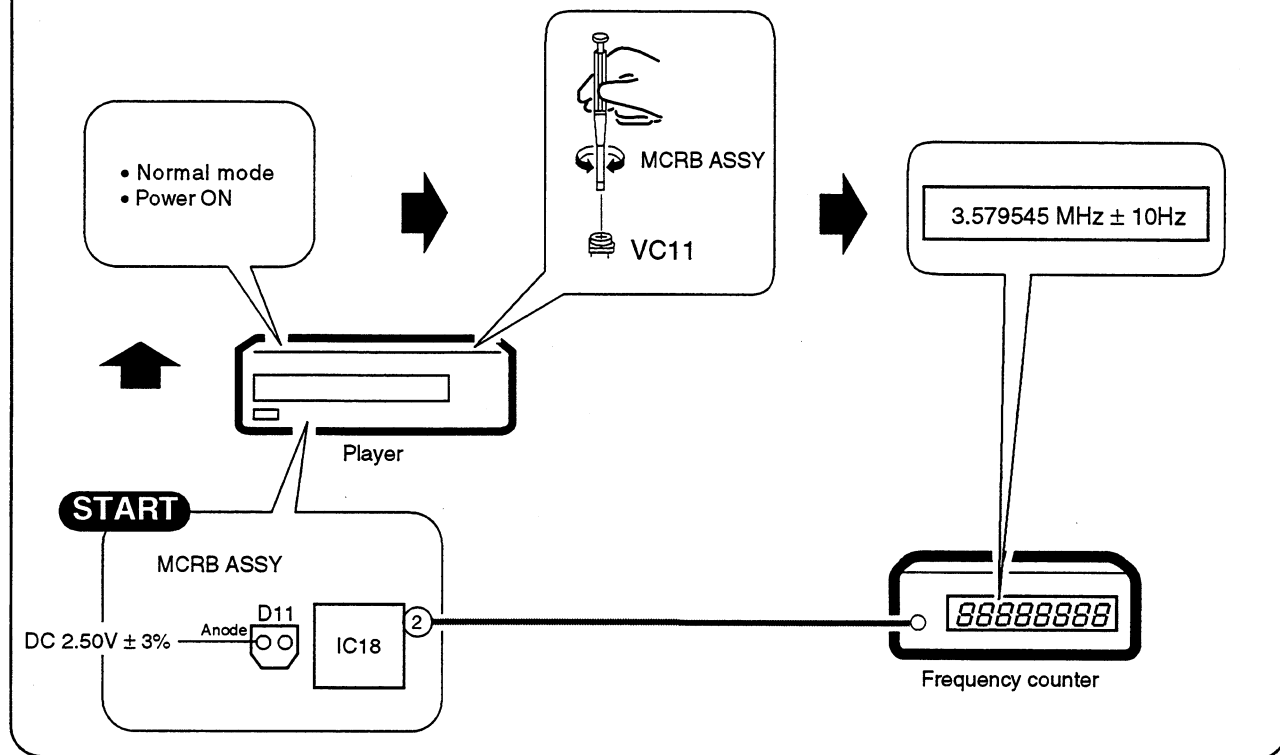 • Normal mode
• Power ON
MCRB ASSY
VC11
3.579545 MHz ± 10Hz
Player
START
MCRB ASSY
D11
Anode
DC 2.50V ± 3%
IC18
2
88888888
Frequency counter